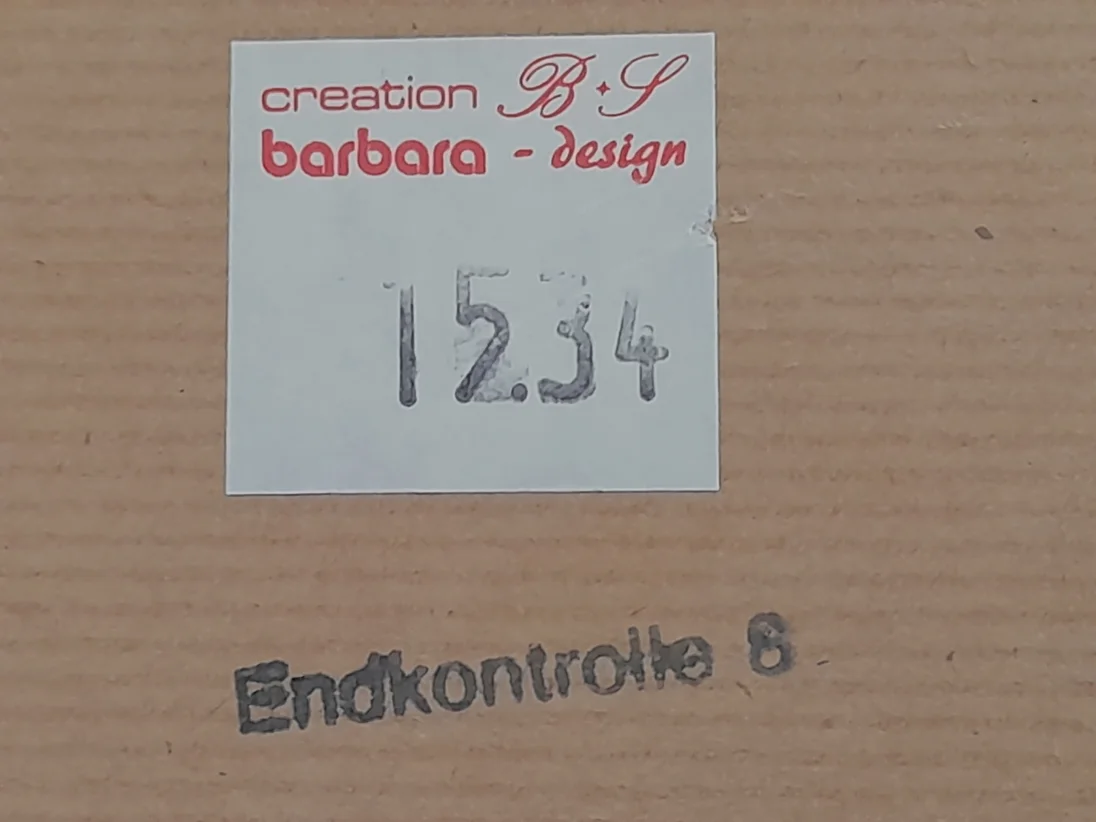 creation B·S
barbara - design
15.34
Endkontrolle 8